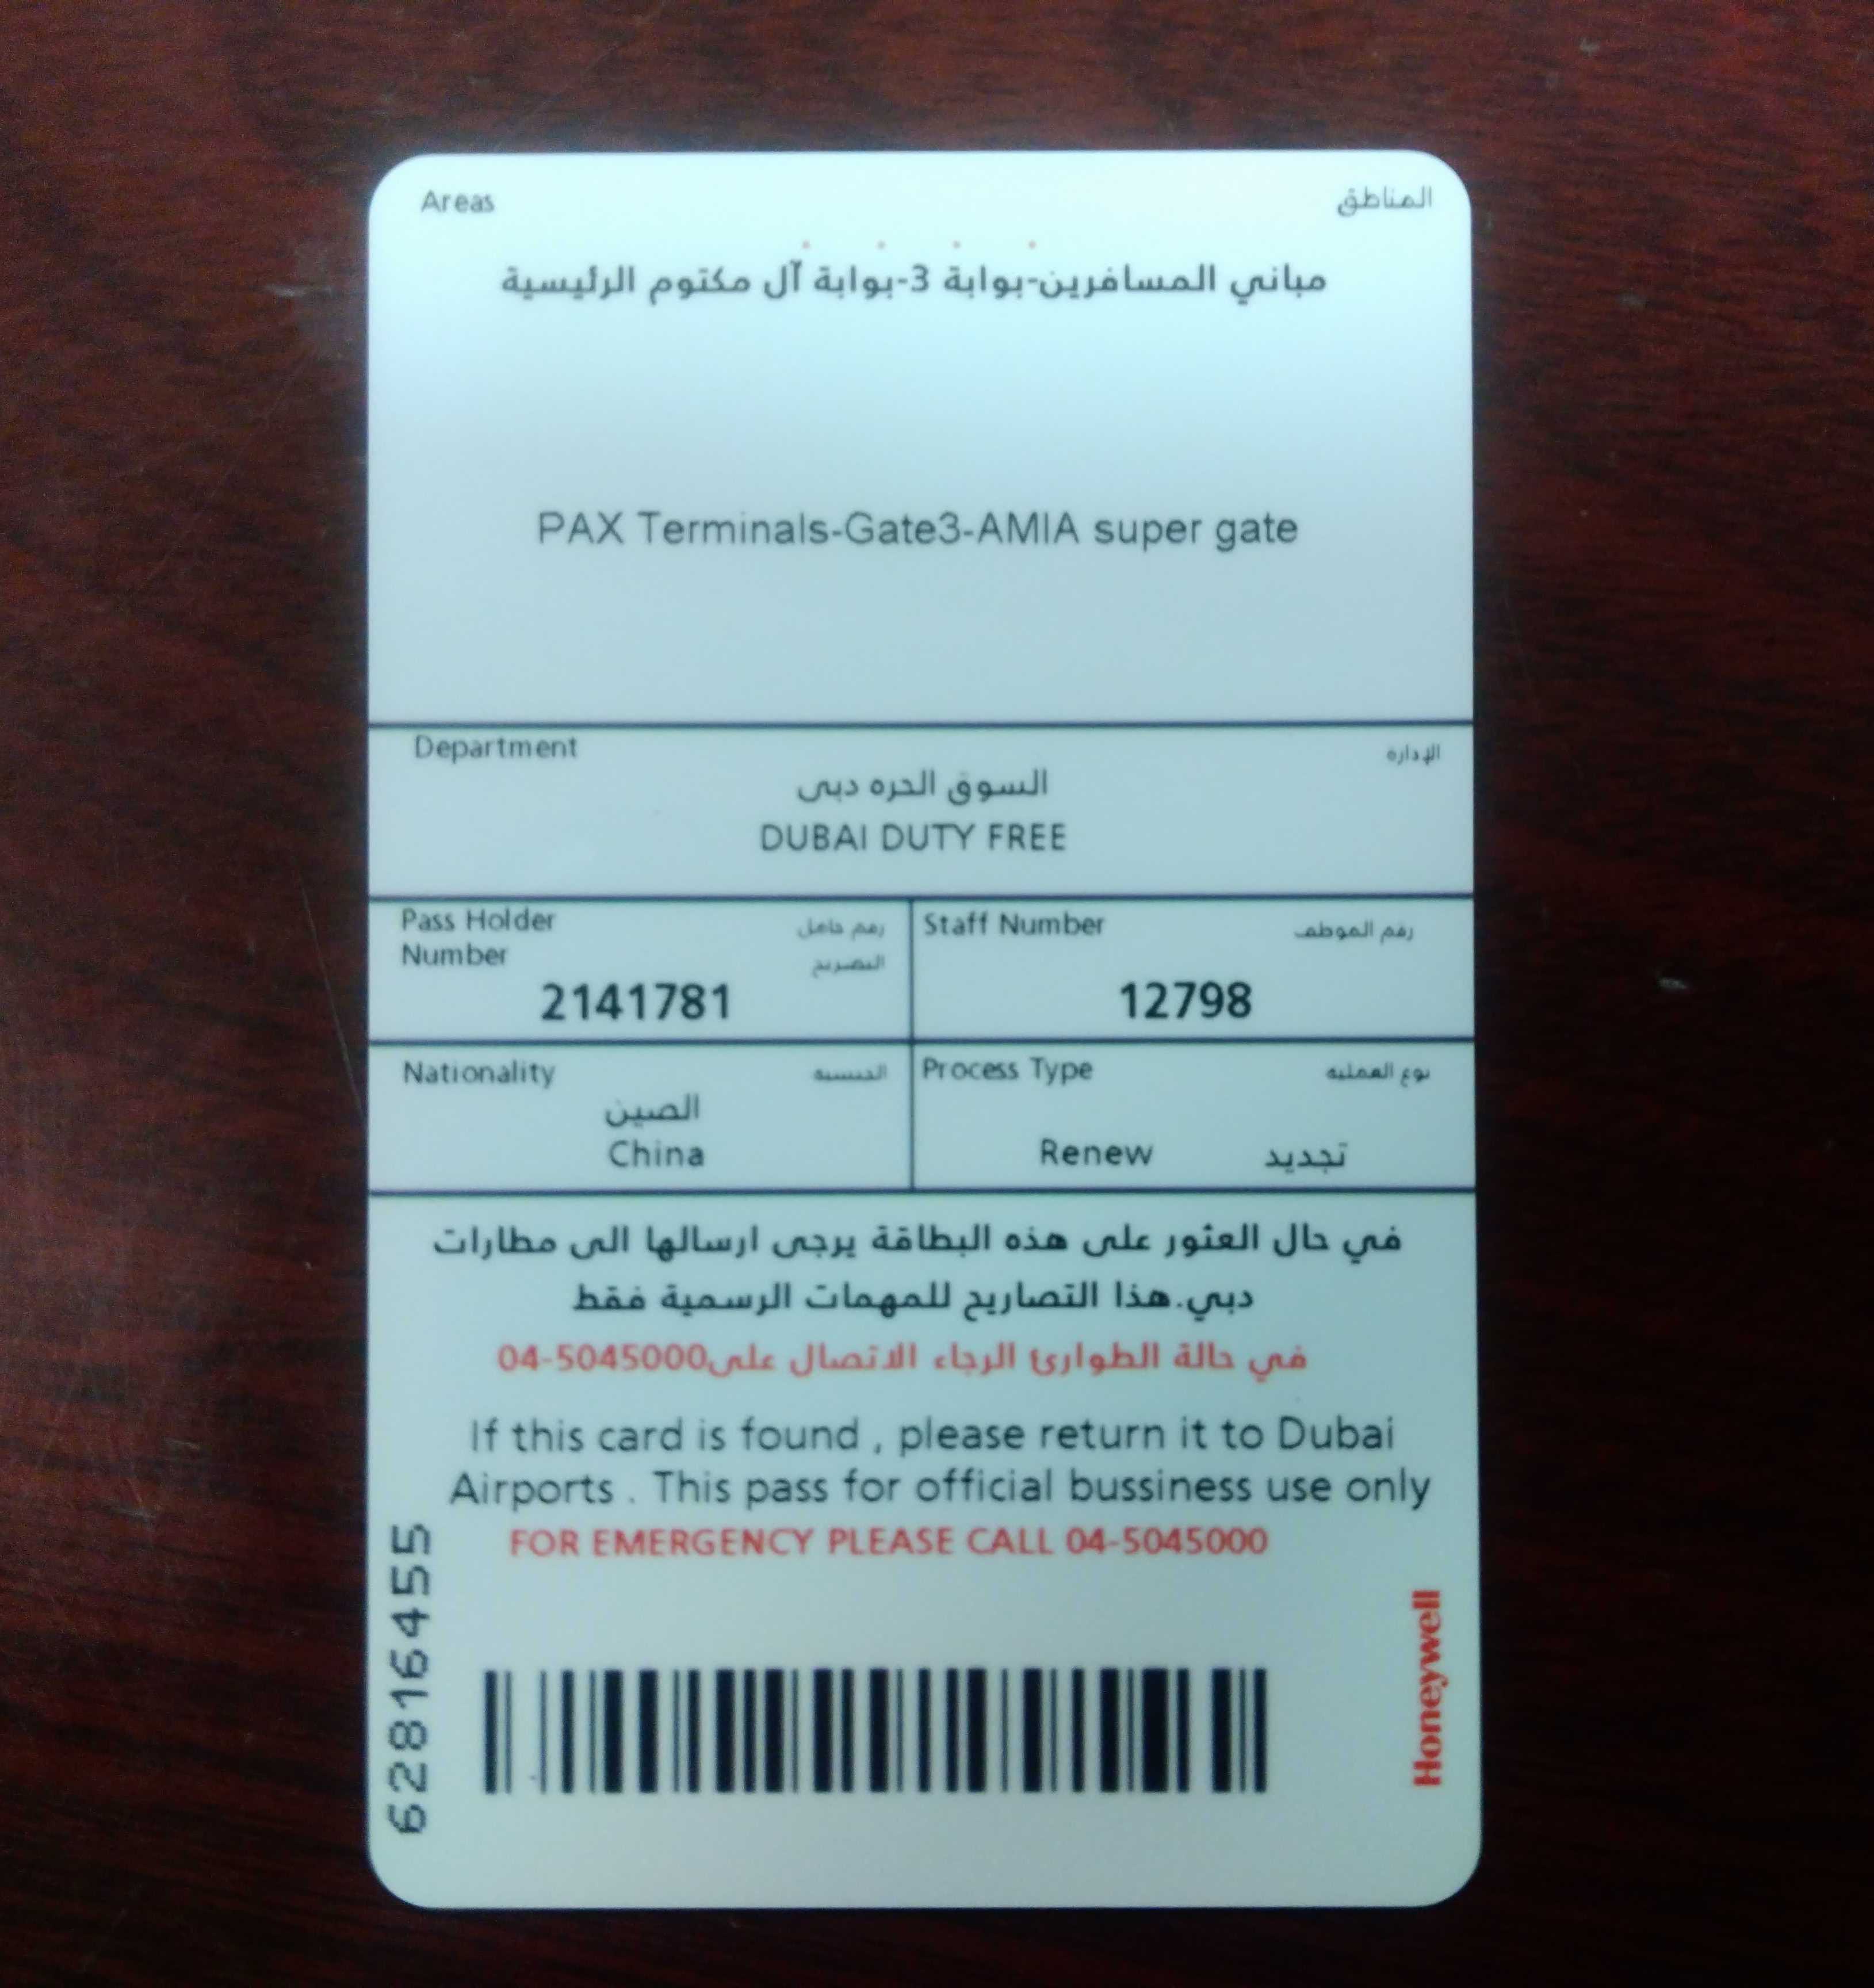 Areas المناطق
مباني المسافرين-بوابة 3-بوابة آل مكتوم الرئيسية
PAX Terminals-Gate3-AMIA super gate
Department الإدارة
السوق الحره دبى
DUBAI DUTY FREE
Pass Holder Number رقم حامل التصريح
2141781
Staff Number رقم الموظف
12798
Nationality الجنسية
الصين
China
Process Type نوع العملية
Renew تجديد
في حال العثور على هذه البطاقة يرجى ارسالها الى مطارات
دبي.هذا التصاريح للمهمات الرسمية فقط
في حالة الطوارئ الرجاء الاتصال على04-5045000
If this card is found , please return it to Dubai
Airports . This pass for official bussiness use only
FOR EMERGENCY PLEASE CALL 04-5045000
62816455
Honeywell